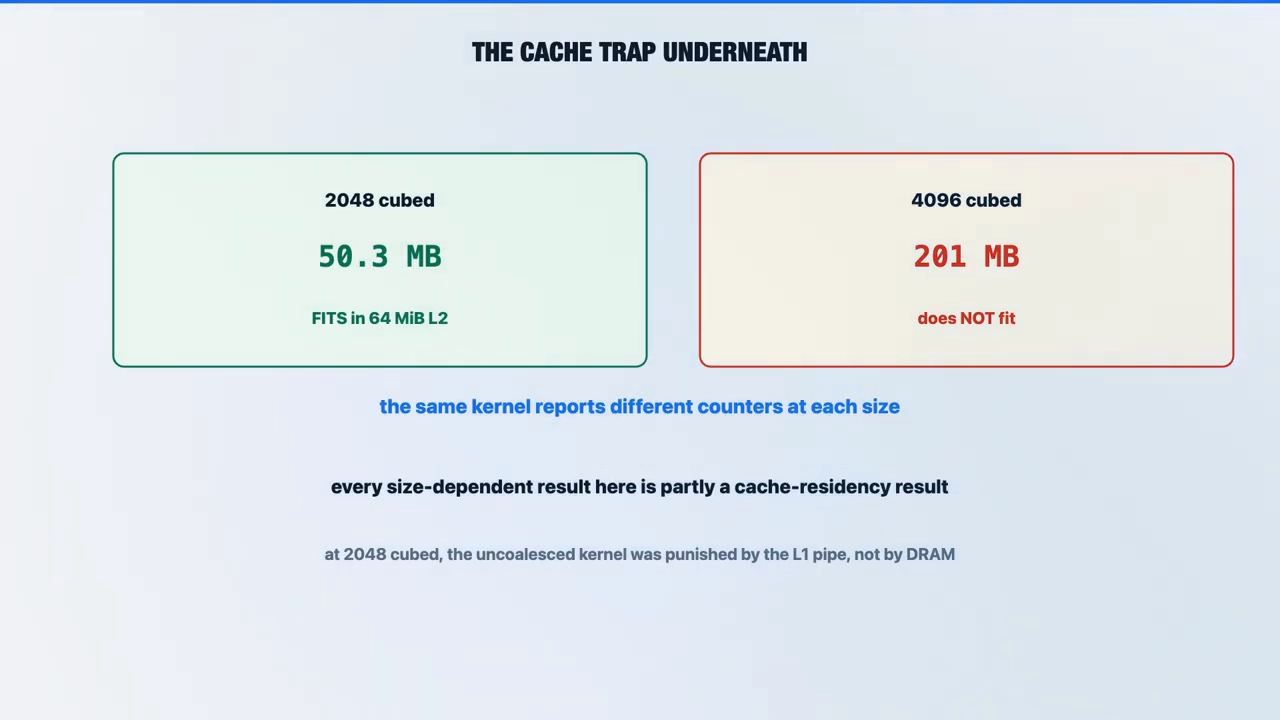 THE CACHE TRAP UNDERNEATH
2048 cubed
50.3 MB
FITS in 64 MiB L2
4096 cubed
201 MB
does NOT fit
the same kernel reports different counters at each size
every size-dependent result here is partly a cache-residency result
at 2048 cubed, the uncoalesced kernel was punished by the L1 pipe, not by DRAM